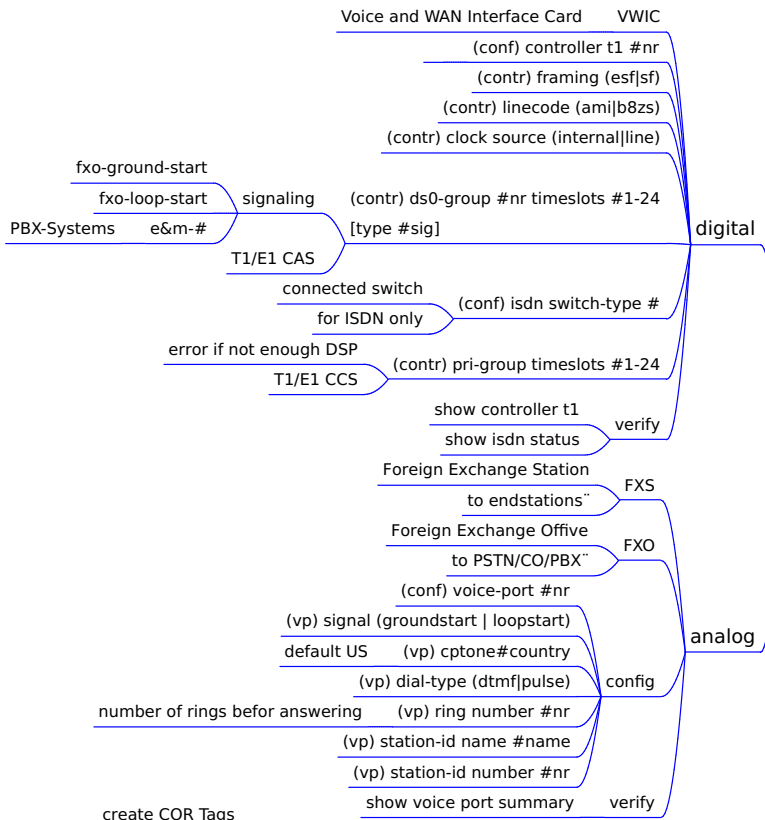 Voice and WAN Interface Card VWIC
(conf) controller t1 #nr
(contr) framing (esf|sf)
(contr) linecode (ami|b8zs)
(contr) clock source (internal|line)
fxo-ground-start
fxo-loop-start
PBX-Systems e&m-#
signaling
T1/E1 CAS
(contr) ds0-group #nr timeslots #1-24
[type #sig]
digital
connected switch
for ISDN only
(conf) isdn switch-type #
error if not enough DSP
T1/E1 CCS
(contr) pri-group timeslots #1-24
show controller t1
show isdn status
verify
Foreign Exchange Station
to endstations¨
FXS
Foreign Exchange Offive
to PSTN/CO/PBX¨
FXO
(conf) voice-port #nr
(vp) signal (groundstart | loopstart)
default US (vp) cptone#country
(vp) dial-type (dtmf|pulse)
number of rings befor answering (vp) ring number #nr
(vp) station-id name #name
(vp) station-id number #nr
config
analog
show voice port summary verify
create COR Tags